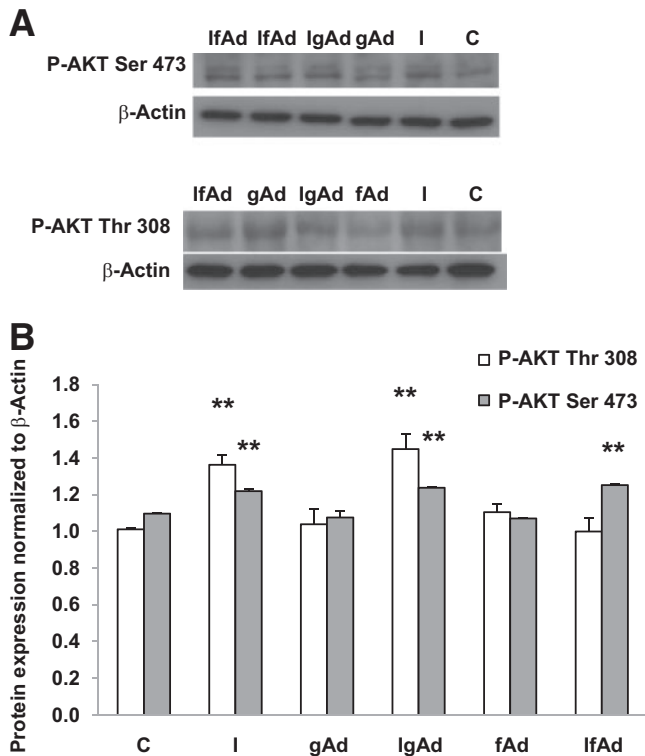 A
IfAd IfAd IgAd gAd I C
P-AKT Ser 473
β-Actin
IfAd gAd IgAd fAd I C
P-AKT Thr 308
β-Actin
B
P-AKT Thr 308
P-AKT Ser 473
Protein expression normalized to β-Actin
1.8
1.6
1.4
1.2
1.0
0.8
0.6
0.4
0.2
0.0
** ** ** ** **
C I gAd IgAd fAd IfAd